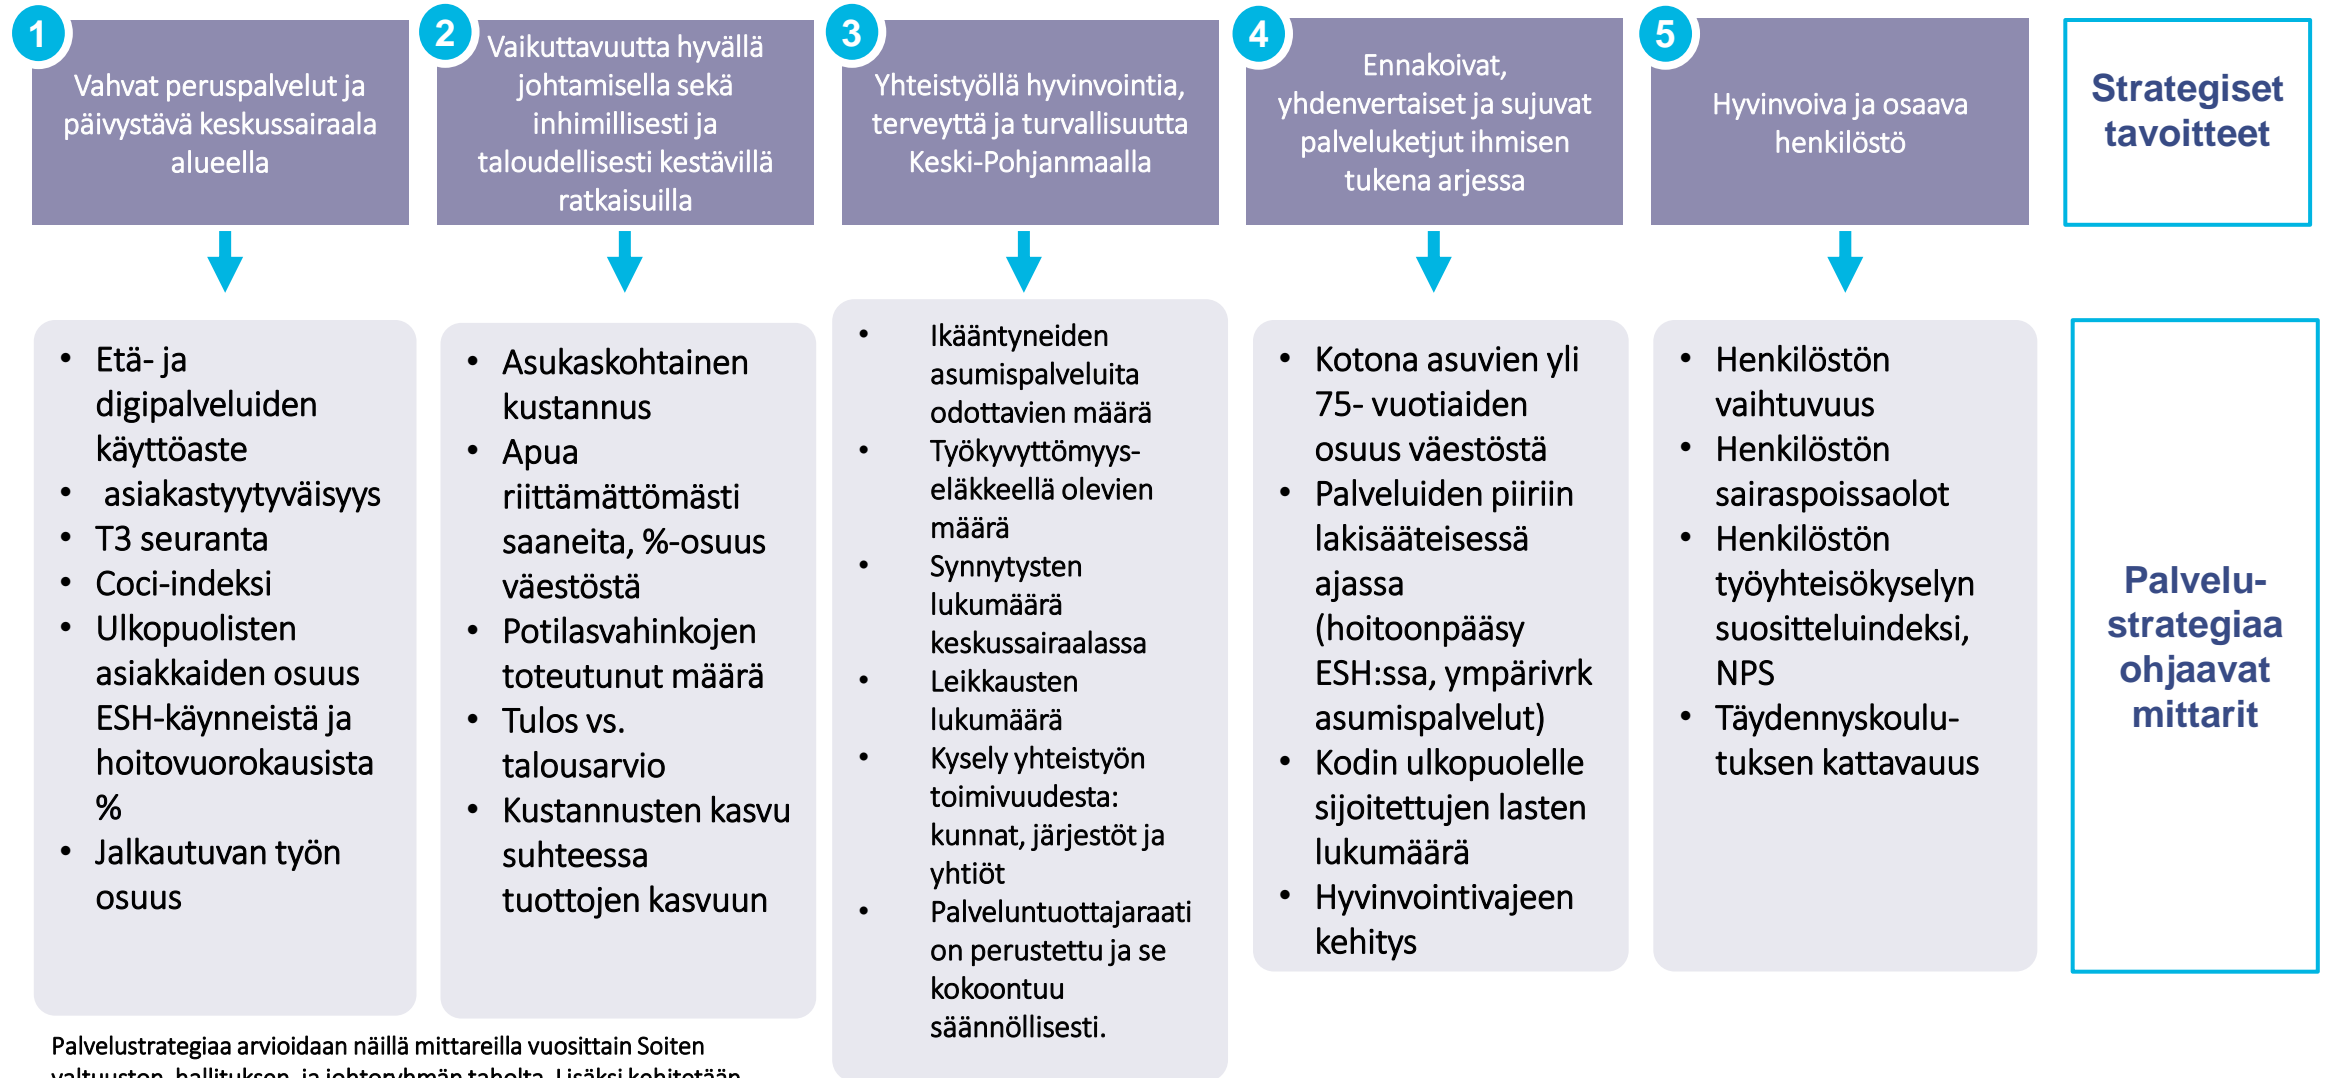 1
Vahvat peruspalvelut ja
päivystävä keskussairaala
alueella
2
Vaikuttavuutta hyvällä
johtamisella sekä
inhimillisesti ja
taloudellisesti kestävillä
ratkaisuilla
3
Yhteistyöllä hyvinvointia,
terveyttä ja turvallisuutta
Keski-Pohjanmaalla
4
Ennakoivat,
yhdenvertaiset ja sujuvat
palveluketjut ihmisen
tukena arjessa
5
Hyvinvoiva ja osaava
henkilöstö
Strategiset
tavoitteet
• Etä- ja
digipalveluiden
käyttöaste
• asiakastyytyväisyys
• T3 seuranta
• Coci-indeksi
• Ulkopuolisten
asiakkaiden osuus
ESH-käynneistä ja
hoitovuorokausista
%
• Jalkautuvan työn
osuus
• Asukaskohtainen
kustannus
• Apua
riittämättömästi
saaneita, %-osuus
väestöstä
• Potilasvahinkojen
toteutunut määrä
• Tulos vs.
talousarvio
• Kustannusten kasvu
suhteessa
tuottojen kasvuun
• Ikääntyneiden
asumispalveluita
odottavien määrä
• Työkyvyttömyys-
eläkkeellä olevien
määrä
• Synnytysten
lukumäärä
keskussairaalassa
• Leikkausten
lukumäärä
• Kysely yhteistyön
toimivuudesta:
kunnat, järjestöt ja
yhtiöt
• Palveluntuottajaraati
on perustettu ja se
kokoontuu
säännöllisesti.
• Kotona asuvien yli
75- vuotiaiden
osuus väestöstä
• Palveluiden piiriin
lakisääteisessä
ajassa
(hoitoonpääsy
ESH:ssa, ympärivrk
asumispalvelut)
• Kodin ulkopuolelle
sijoitettujen lasten
lukumäärä
• Hyvinvointivajeen
kehitys
• Henkilöstön
vaihtuvuus
• Henkilöstön
sairaspoissaolot
• Henkilöstön
työyhteisökyselyn
suositteluindeksi,
NPS
• Täydennyskoulu-
tuksen kattavauus
Palvelu-
strategiaa
ohjaavat
mittarit
Palvelustrategiaa arvioidaan näillä mittareilla vuosittain Soiten
valtuuston, hallituksen, ja johtoryhmän taholta. Lisäksi kehitetään